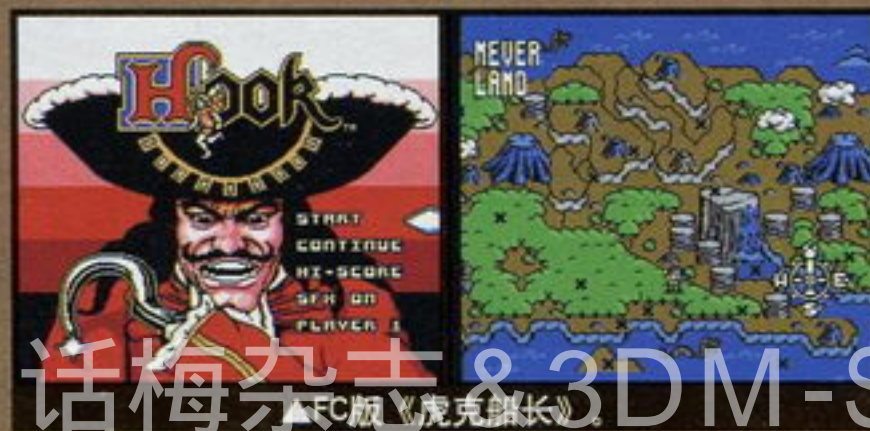 Hook™
START
CONTINUE
HI-SCORE
SFX ON
PLAYER 1
NEVER
LAND
W E
S
话梅杂志&3DM-S
▲FC版《虎克船长》。